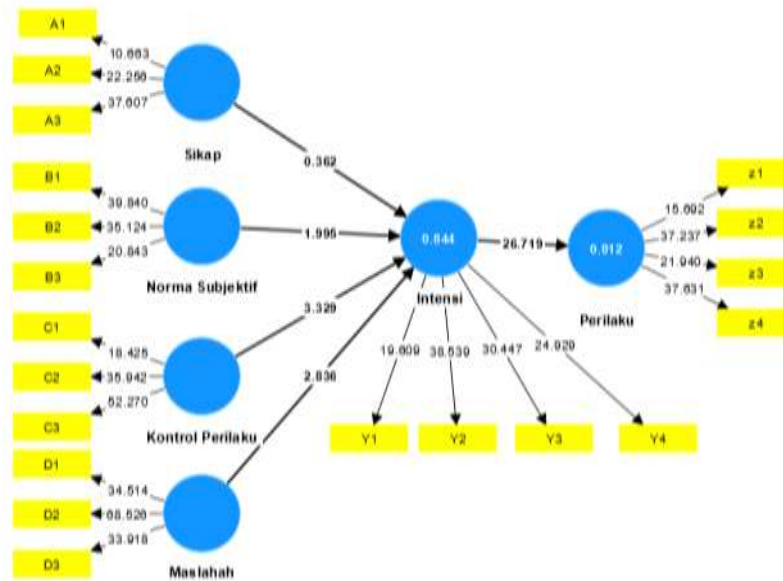 A1
10.663
A2
22.256
A3
37.607
Sikap
0.362
B1
39.840
B2
35.124
B3
20.843
Norma Subjektif
1.995
C1
18.425
C2
35.942
C3
52.270
Kontrol Perilaku
3.329
D1
34.514
D2
68.526
D3
33.918
Maslahah
2.836
0.844
Intensi
26.719
19.609
38.539
30.447
24.929
Y1
Y2
Y3
Y4
0.812
Perilaku
15.692
z1
37.237
z2
21.940
z3
37.631
z4